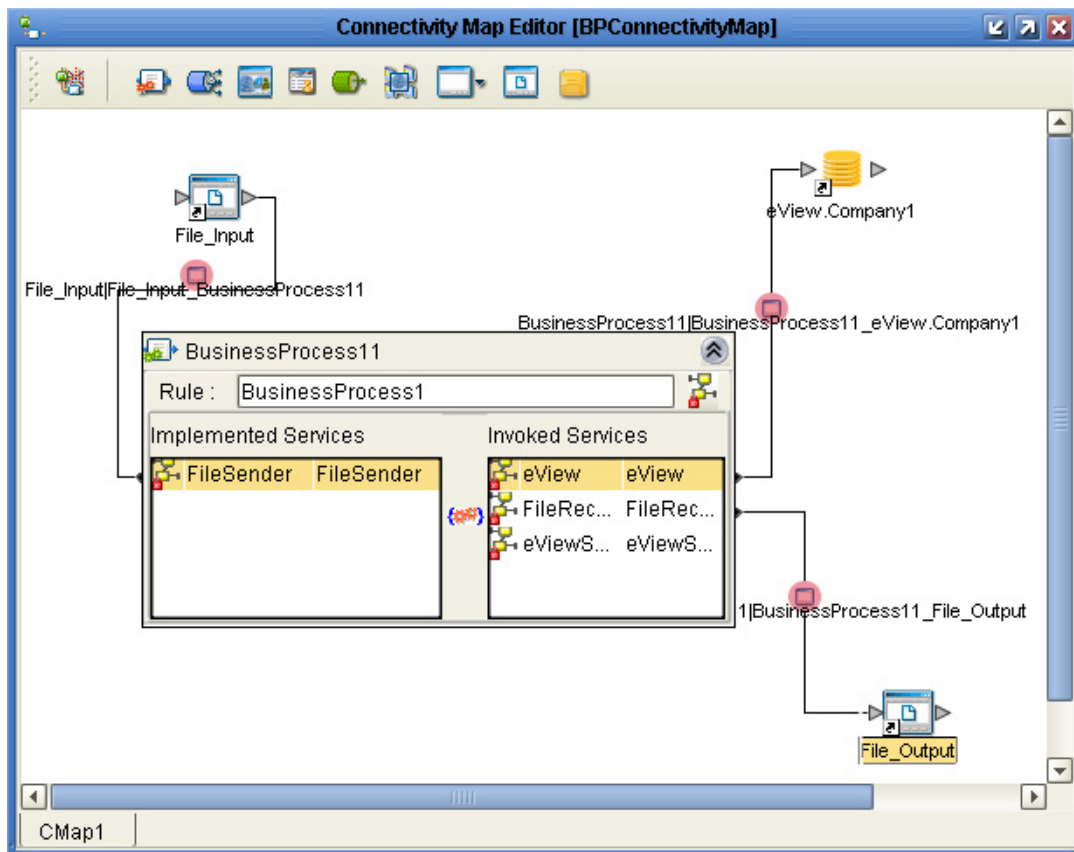 Connectivity Map Editor [BPConnectivityMap]
File_Input
eView.Company1
File_Input|File_Input_BusinessProcess11
BusinessProcess11|BusinessProcess11_eView.Company1
BusinessProcess11
Rule : BusinessProcess1
Implemented Services Invoked Services
FileSender FileSender eView eView
FileRec... FileRec...
eViewS... eViewS...
1|BusinessProcess11_File_Output
File_Output
CMap1